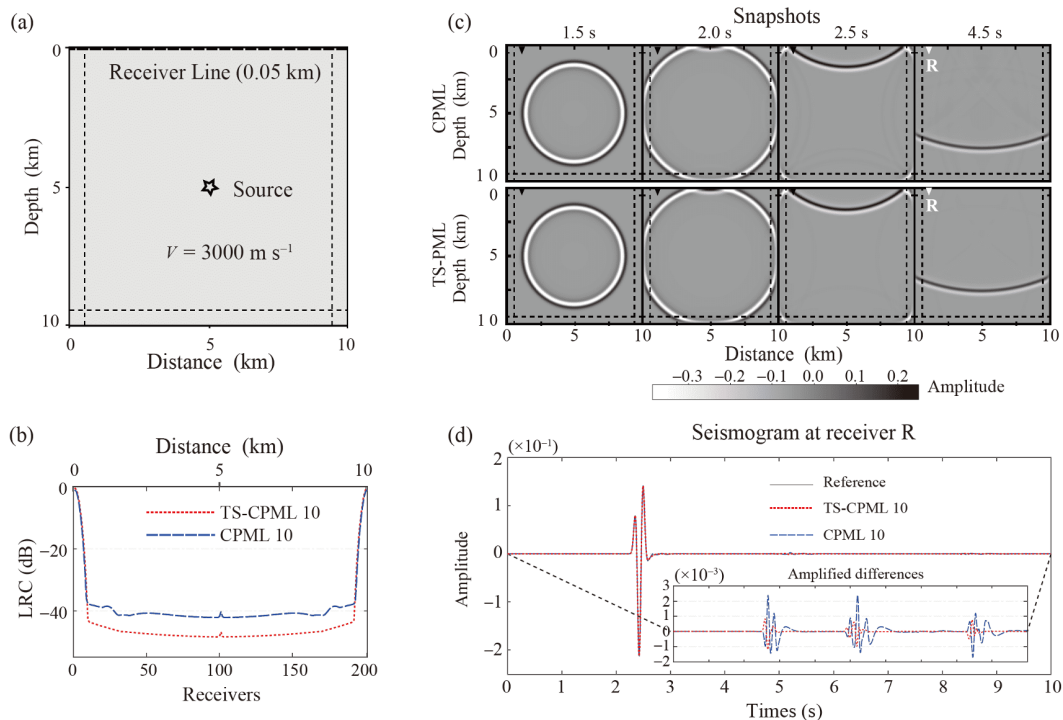 (a)
0
Receiver Line (0.05 km)
Depth (km)
5
Source
V = 3000 m s⁻¹
10
0 5 10
Distance (km)
(b)
Distance (km)
0 5 10
0
−20
−40
LRC (dB)
TS-CPML 10
CPML 10
0 50 100 150 200
Receivers
(c)
Snapshots
1.5 s 2.0 s 2.5 s 4.5 s
CPML
Depth (km)
0
5
10
R
TS-PML
Depth (km)
0
5
10
R
0 5 10 5 10 5 10 5 10
Distance (km)
−0.3 −0.2 −0.1 0.0 0.1 0.2
Amplitude
(d)
Seismogram at receiver R
(×10⁻¹)
2
1
0
−1
−2
Amplitude
Reference
TS-CPML 10
CPML 10
(×10⁻³)
Amplified differences
3
2
1
0
−1
−2
0 1 2 3 4 5 6 7 8 9 10
Times (s)